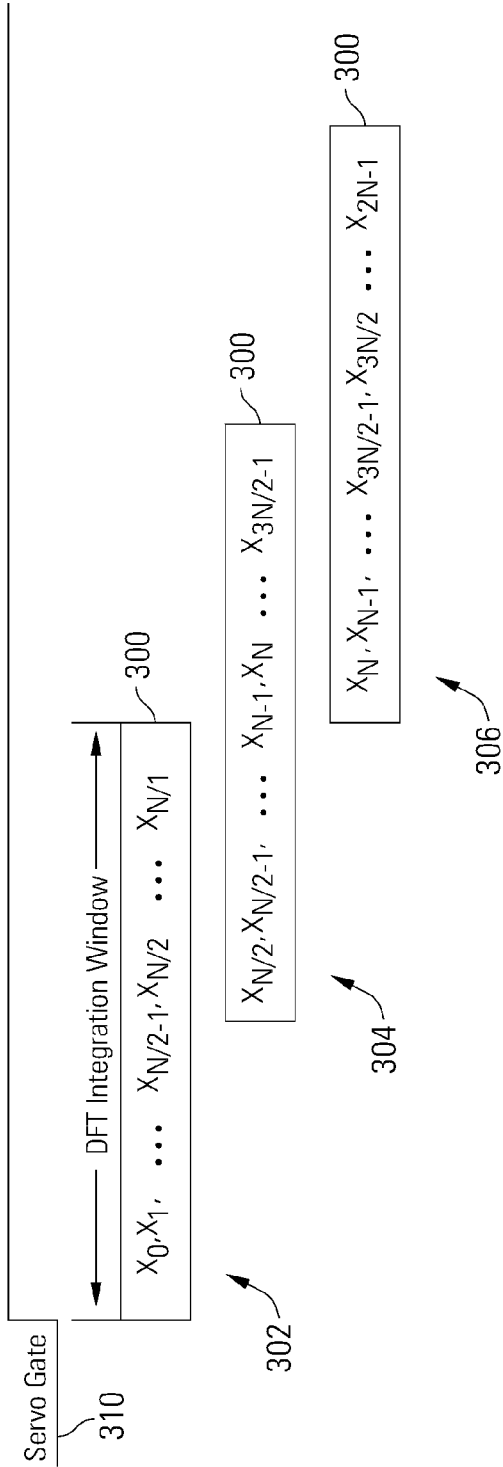 Servo Gate
310
DFT Integration Window
300
X0,X1, ••• XN/2-1,XN/2 ••• XN/1
302
300
XN/2,XN/2-1, ••• XN-1,XN ••• X3N/2-1
304
300
XN,XN-1, ••• X3N/2-1,X3N/2 ••• X2N-1
306